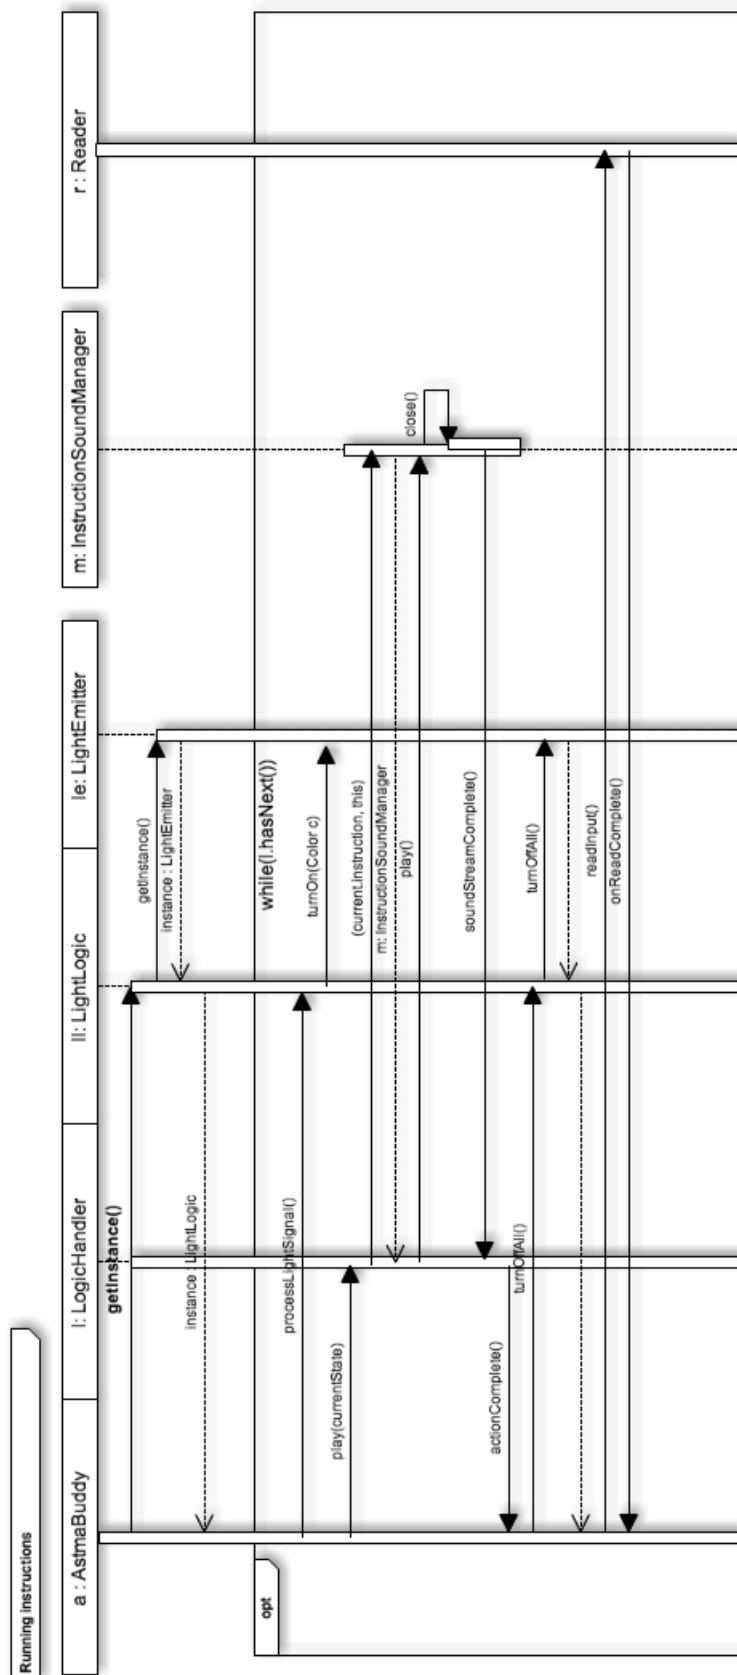 Running instructions
a : AstmaBuddy
l: LogicHandler
ll: LightLogic
le: LightEmitter
m: InstructionSoundManager
r : Reader
getInstance()
getInstance()
instance : LightEmitter
instance : LightLogic
opt
while(l.hasNext())
processLightSignal()
turnOn(Color c)
play(currentState)
(current.instruction, this)
m: InstructionSoundManager
play()
close()
soundStreamComplete()
actionComplete()
turnOffAll()
turnOffAll()
readInput()
onReadComplete()